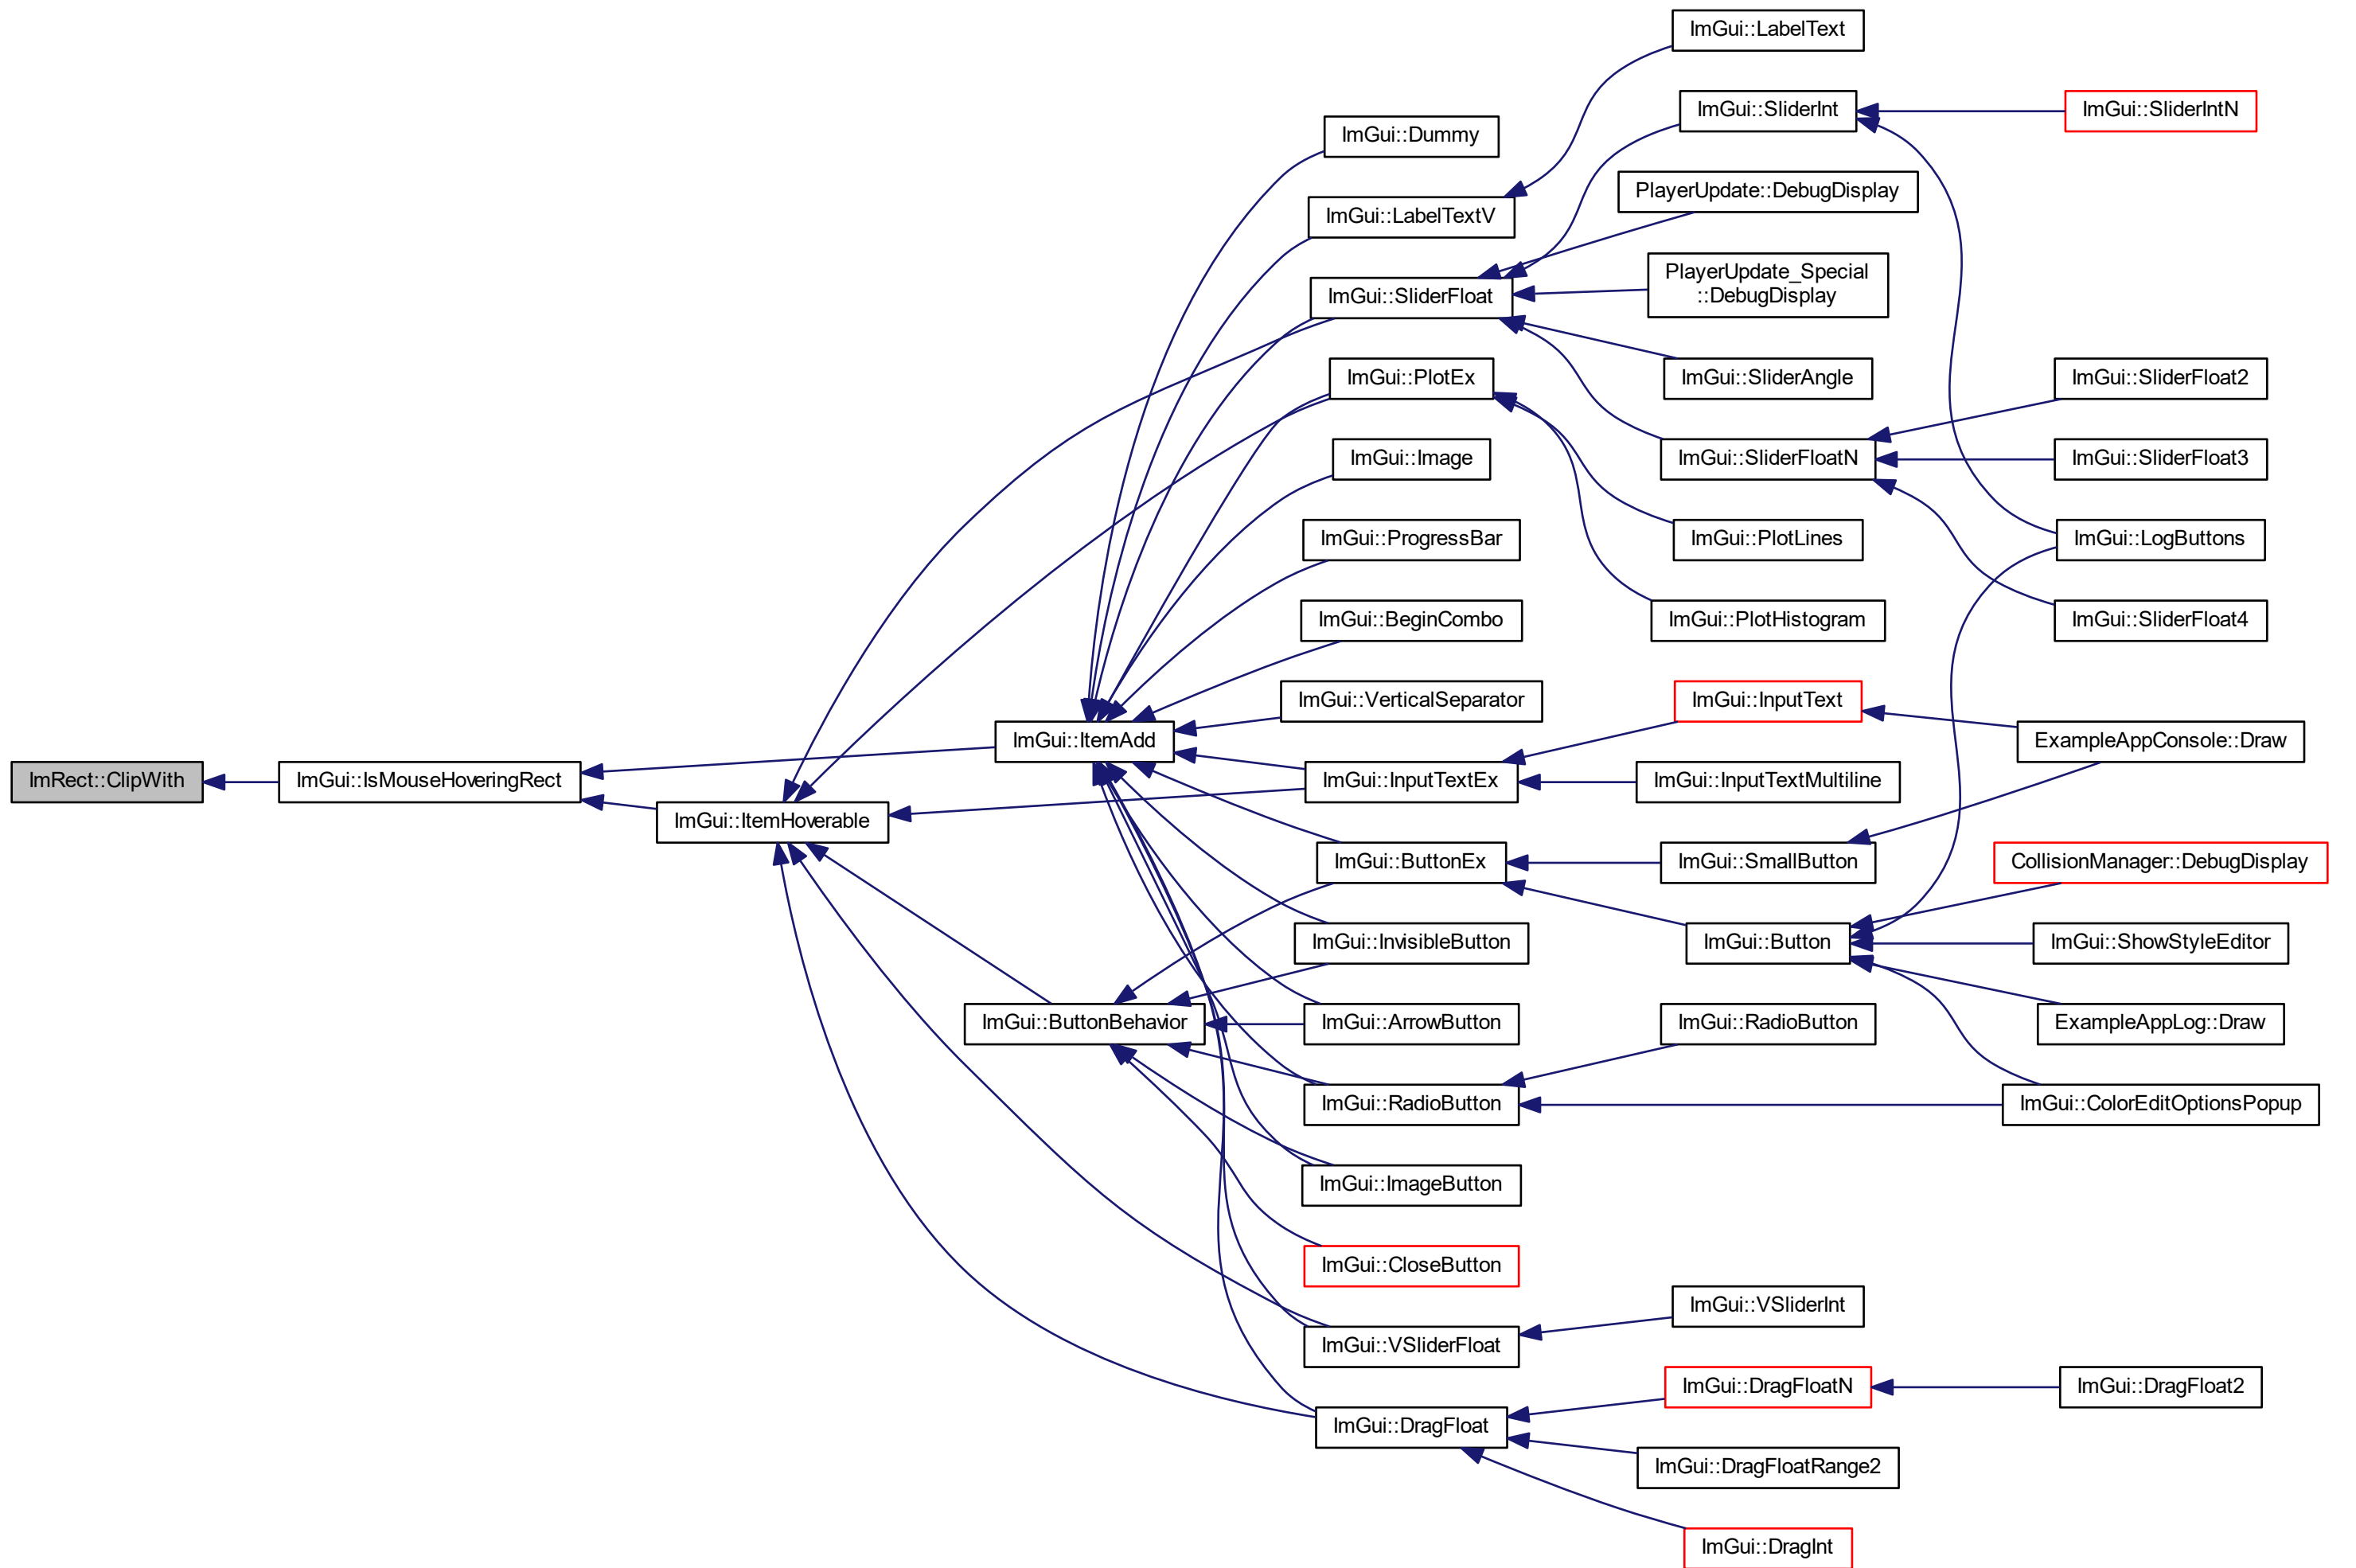 ImRect::ClipWith
ImGui::IsMouseHoveringRect
ImGui::ItemAdd
ImGui::ItemHoverable
ImGui::ButtonBehavior
ImGui::Dummy
ImGui::LabelTextV
ImGui::SliderFloat
ImGui::PlotEx
ImGui::Image
ImGui::ProgressBar
ImGui::BeginCombo
ImGui::VerticalSeparator
ImGui::InputTextEx
ImGui::ButtonEx
ImGui::InvisibleButton
ImGui::ArrowButton
ImGui::RadioButton
ImGui::ImageButton
ImGui::CloseButton
ImGui::VSliderFloat
ImGui::DragFloat
ImGui::LabelText
ImGui::SliderInt
PlayerUpdate::DebugDisplay
PlayerUpdate_Special
::DebugDisplay
ImGui::SliderAngle
ImGui::SliderFloatN
ImGui::PlotLines
ImGui::PlotHistogram
ImGui::InputText
ImGui::InputTextMultiline
ImGui::SmallButton
ImGui::Button
ImGui::RadioButton
ImGui::VSliderInt
ImGui::DragFloatN
ImGui::DragFloatRange2
ImGui::DragInt
ImGui::SliderIntN
ImGui::SliderFloat2
ImGui::SliderFloat3
ImGui::LogButtons
ImGui::SliderFloat4
ExampleAppConsole::Draw
CollisionManager::DebugDisplay
ImGui::ShowStyleEditor
ExampleAppLog::Draw
ImGui::ColorEditOptionsPopup
ImGui::DragFloat2